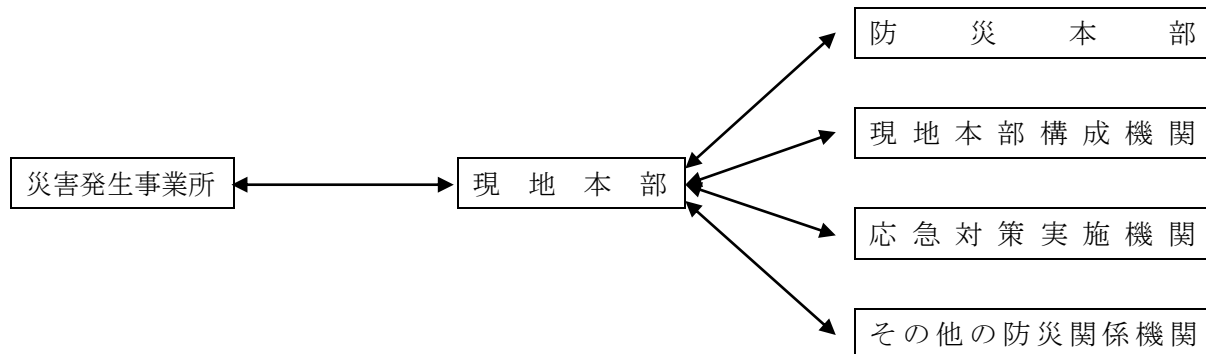 防災本部
現地本部構成機関
災害発生事業所
現地本部
応急対策実施機関
その他の防災関係機関